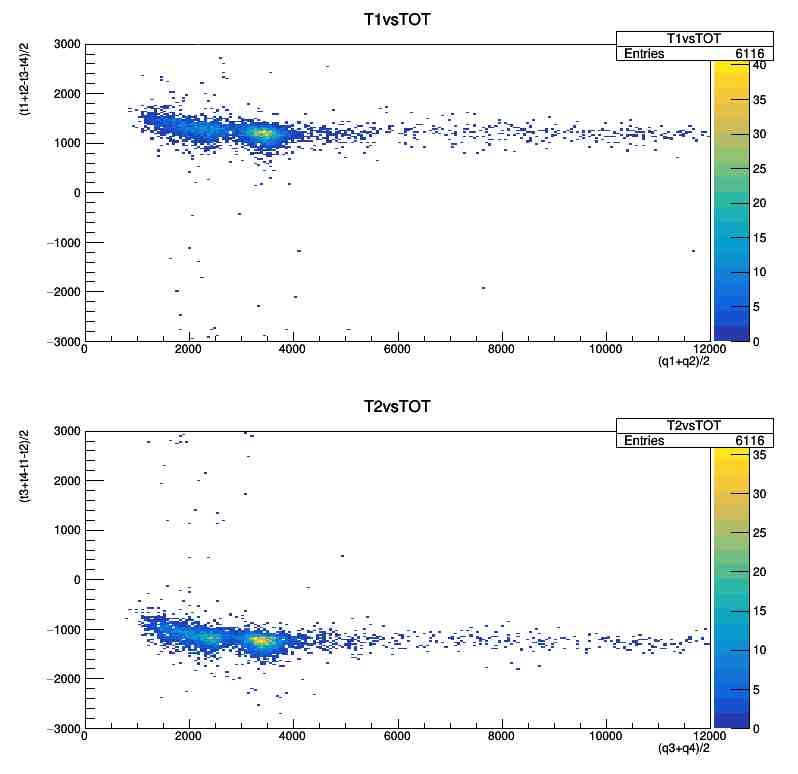 T1vsTOT
(t1+t2-t3-t4)/2
T1vsTOT
Entries 6116
3000
2000
1000
0
−1000
−2000
−3000
0 2000 4000 6000 8000 10000 12000
(q1+q2)/2
40
35
30
25
20
15
10
5
0
T2vsTOT
(t3+t4-t1-t2)/2
T2vsTOT
Entries 6116
3000
2000
1000
0
−1000
−2000
−3000
0 2000 4000 6000 8000 10000 12000
(q3+q4)/2
35
30
25
20
15
10
5
0